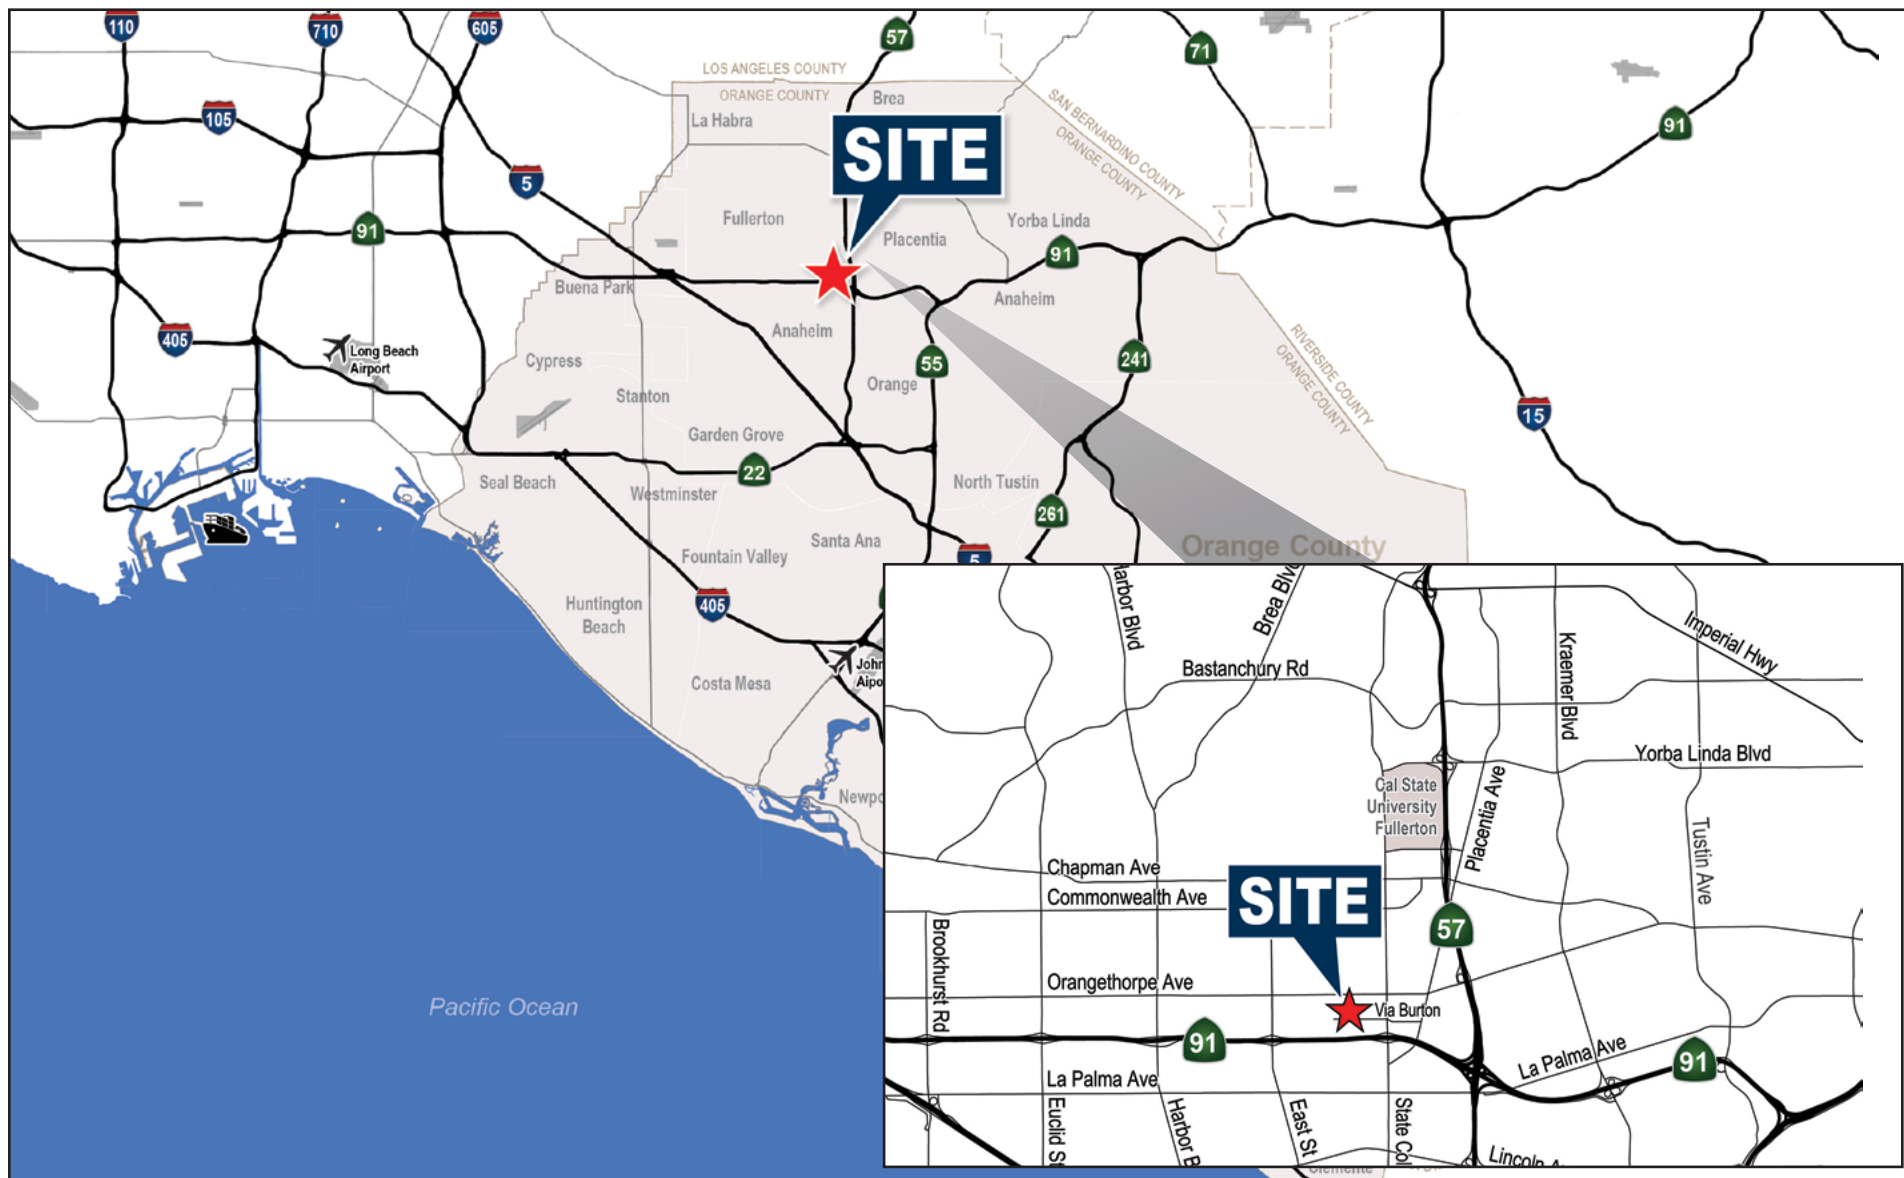 110
710
605
57
71
LOS ANGELES COUNTY
ORANGE COUNTY
Brea
SAN BERNARDINO COUNTY
ORANGE COUNTY
La Habra
105
91
SITE
5
Fullerton
Yorba Linda
91
Placentia
91
Buena Park
Anaheim
Anaheim
405
Long Beach
Airport
Cypress
55
241
RIVERSIDE COUNTY
ORANGE COUNTY
Orange
Stanton
15
Garden Grove
22
Seal Beach
Westminster
North Tustin
261
Santa Ana
Fountain Valley
5
Orange County
Huntington
Beach
405
John
Aipo
Costa Mesa
Newpo
Pacific Ocean
Harbor Blvd
Brea Blvd
Imperial Hwy
Kraemer Blvd
Bastanchury Rd
Yorba Linda Blvd
Cal State
University
Fullerton
Placentia Ave
Tustin Ave
Chapman Ave
Commonwealth Ave
SITE
57
Brookhurst Rd
Orangethorpe Ave
Via Burton
91
La Palma Ave
91
La Palma Ave
Euclid St
Harbor B
East St
State Col
Lincoln A
Clemente